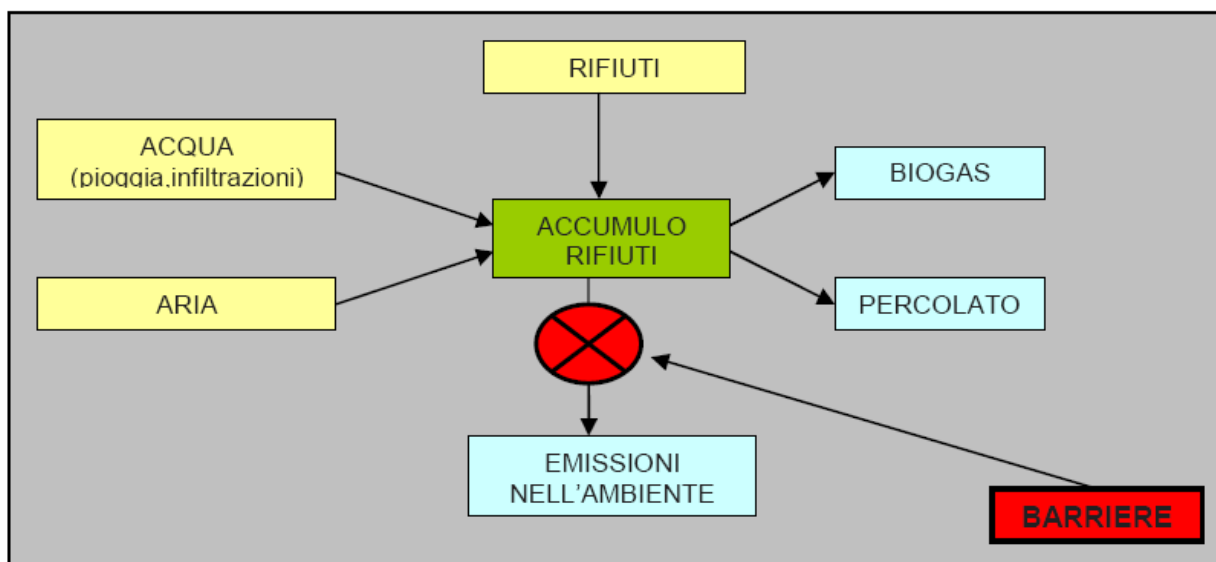 RIFIUTI
ACQUA
(pioggia,infiltrazioni)
BIOGAS
ACCUMULO
RIFIUTI
ARIA
PERCOLATO
EMISSIONI
NELL'AMBIENTE
BARRIERE